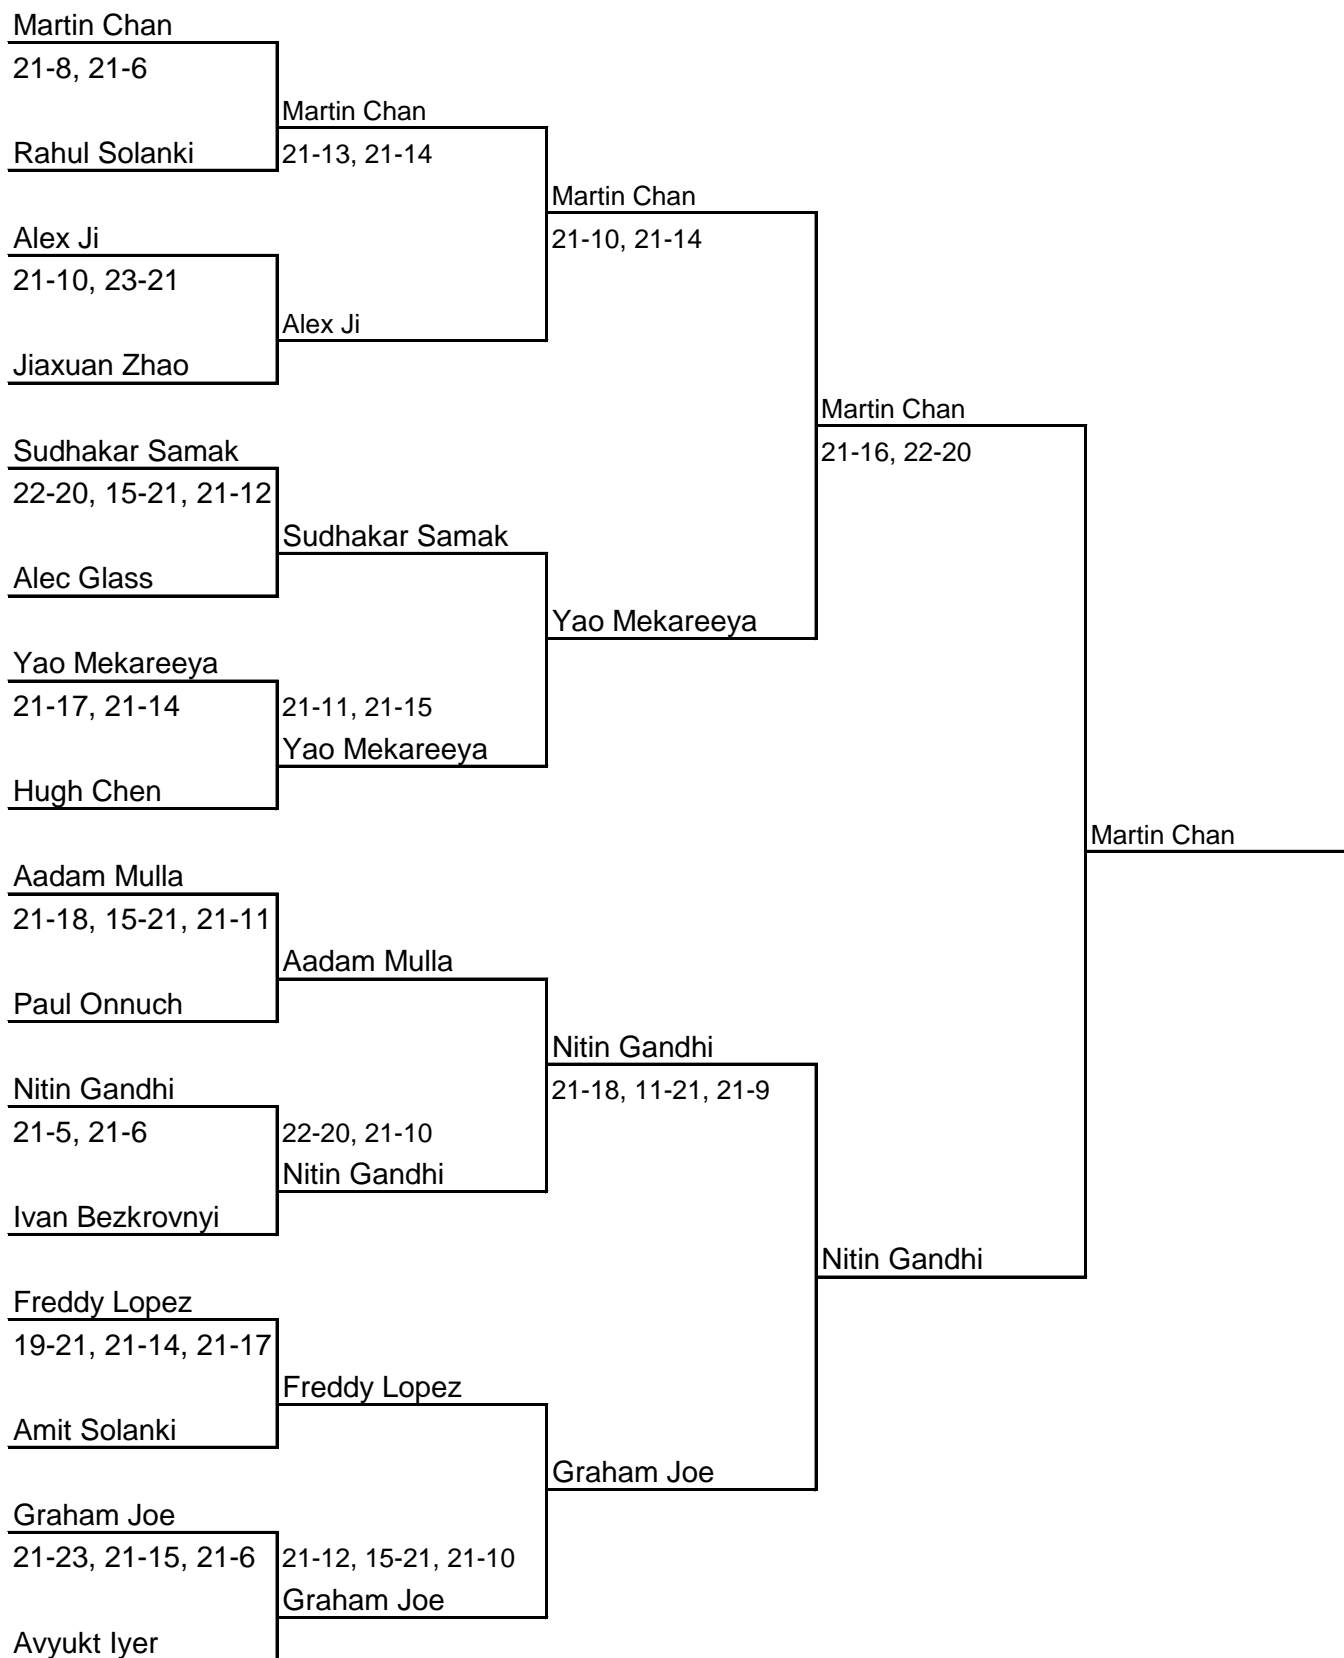 Martin Chan
21-8, 21-6
Martin Chan
Rahul Solanki
21-13, 21-14
Martin Chan
Alex Ji
21-10, 21-14
21-10, 23-21
Alex Ji
Jiaxuan Zhao
Martin Chan
Sudhakar Samak
21-16, 22-20
22-20, 15-21, 21-12
Sudhakar Samak
Alec Glass
Yao Mekareeya
Yao Mekareeya
21-17, 21-14
21-11, 21-15
Yao Mekareeya
Hugh Chen
Martin Chan
Aadam Mulla
21-18, 15-21, 21-11
Aadam Mulla
Paul Onnuch
Nitin Gandhi
Nitin Gandhi
21-18, 11-21, 21-9
21-5, 21-6
22-20, 21-10
Nitin Gandhi
Ivan Bezkrovnyi
Nitin Gandhi
Freddy Lopez
19-21, 21-14, 21-17
Freddy Lopez
Amit Solanki
Graham Joe
Graham Joe
21-23, 21-15, 21-6
21-12, 15-21, 21-10
Graham Joe
Avyukt Iyer